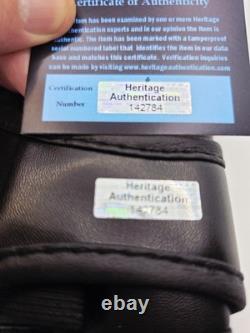 Certificate of Authenticity
item has been examined by one or more Heritage
Authentication experts and in our opinion the item is
authentic. The item has been marked with a tamperproof
serial numbered label that identifies the item in our data
base and matches this certificate. Verification inquiries
can be made by visiting www.heritageauthentication.com
Certification
Number
Heritage
Authentication
142784
Heritage
Authentication
142784